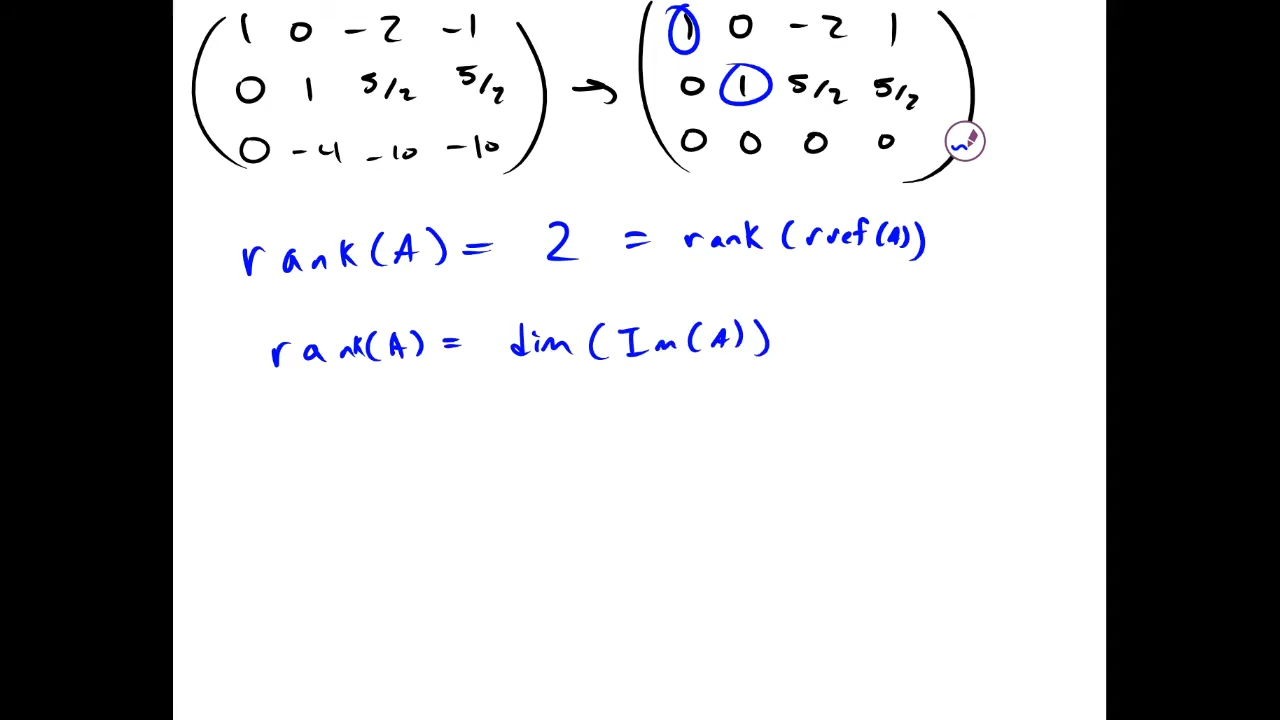 1 0 -2 -1 1 0 -2 1
0 1 5/2 5/2 → 0 1 5/2 5/2
0 -4 -10 -10 0 0 0 0
rank(A) = 2 = rank(rref(A))
rank(A) = dim(Im(A))